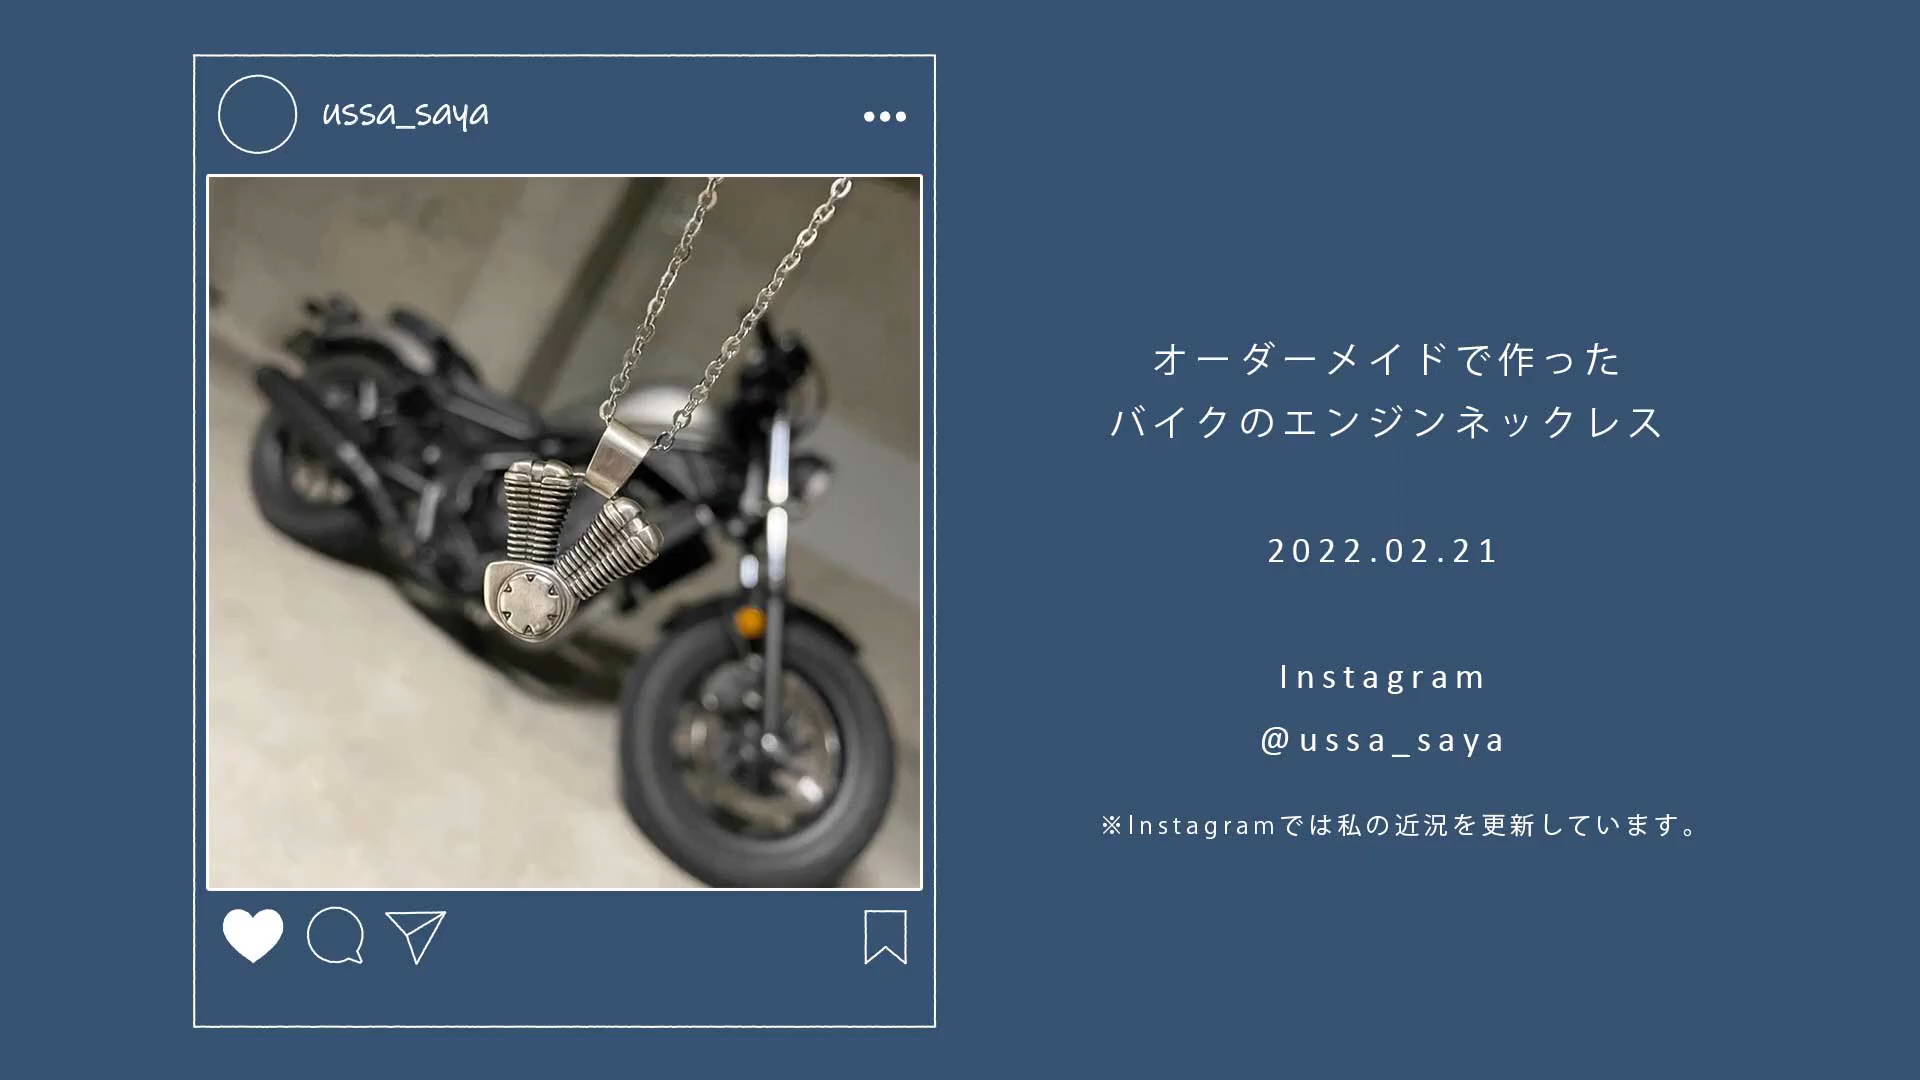 ussa_saya
オーダーメイドで作った
バイクのエンジンネックレス
2022.02.21
Instagram
@ussa_saya
※Instagramでは私の近況を更新しています。